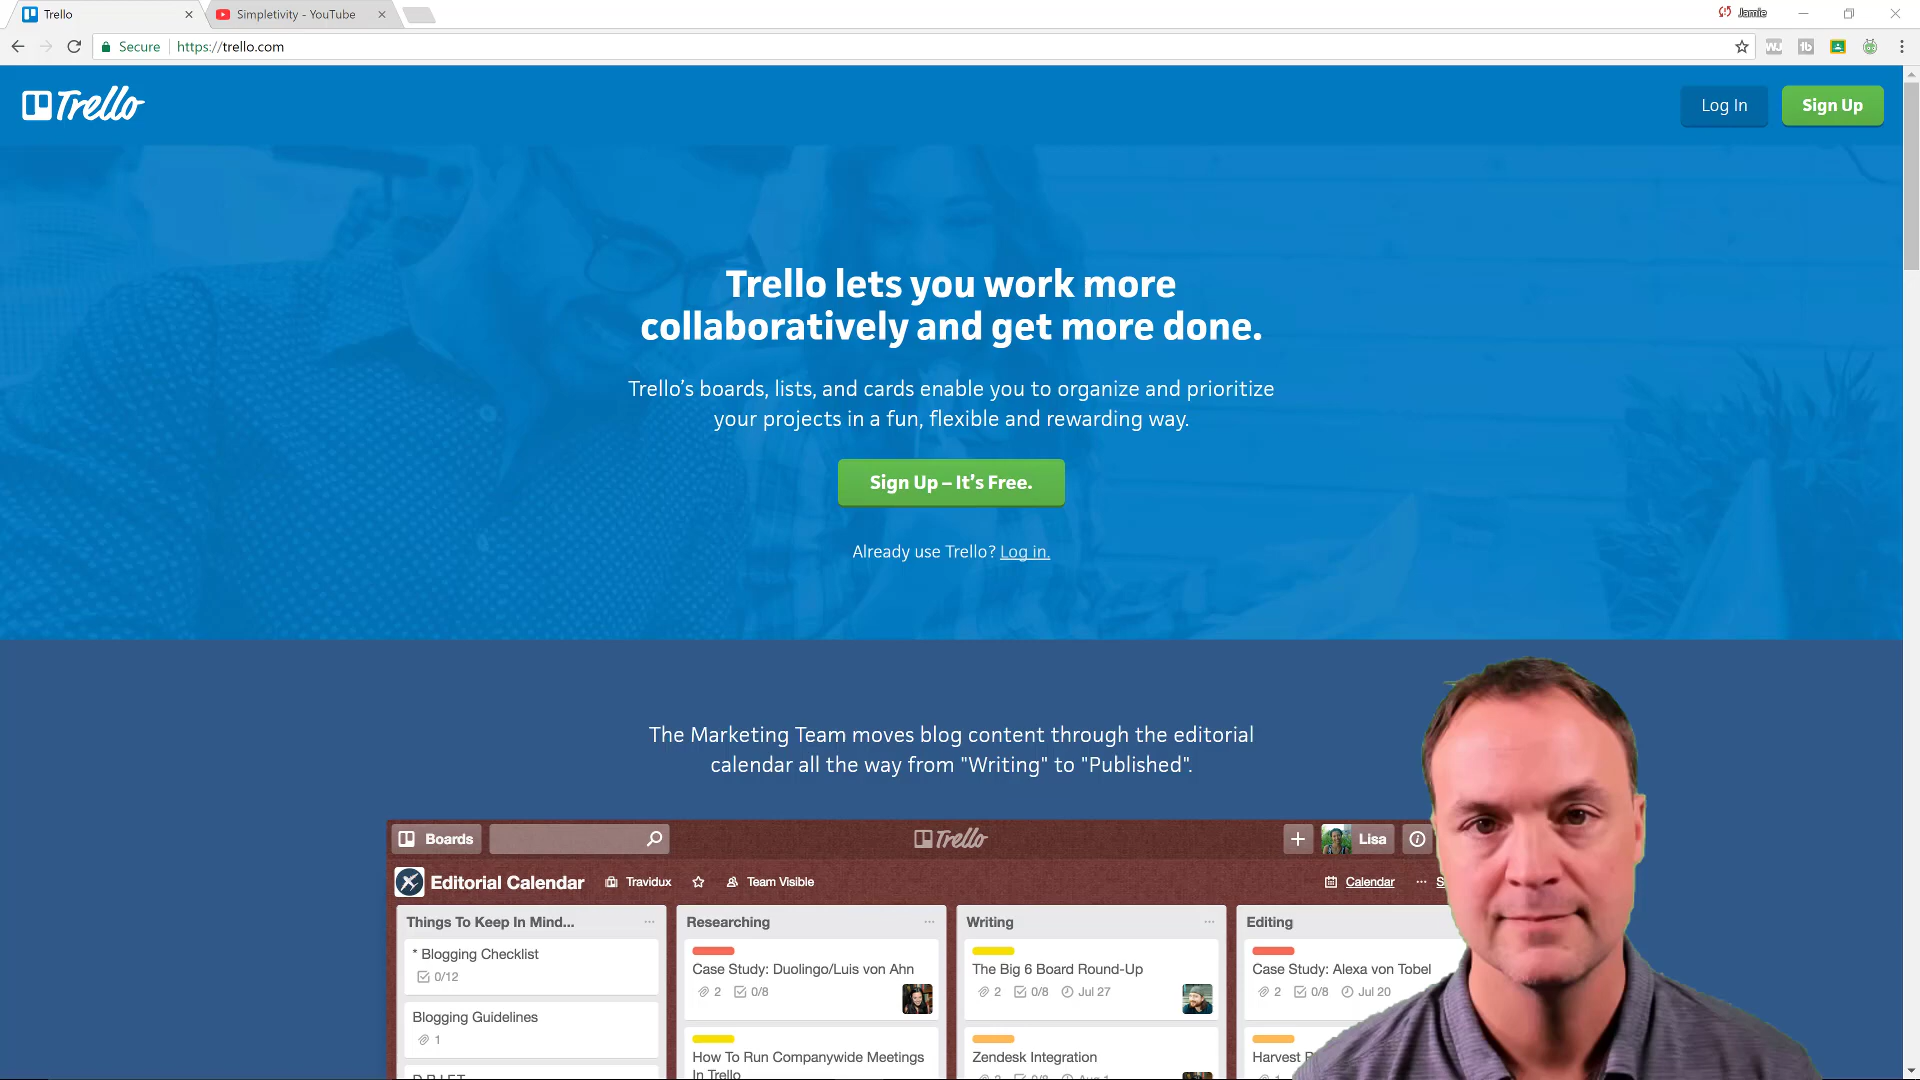 Trello
Simpletivity - YouTube
Jamie
Secure
https://trello.com
Trello
Log In
Sign Up
Trello lets you work more
collaboratively and get more done.
Trello's boards, lists, and cards enable you to organize and prioritize
your projects in a fun, flexible and rewarding way.
Sign Up – It's Free.
Already use Trello? Log in.
The Marketing Team moves blog content through the editorial
calendar all the way from "Writing" to "Published".
Boards
Trello
Lisa
Editorial Calendar
Travidux
Team Visible
Calendar
Things To Keep In Mind...
* Blogging Checklist
0/12
Blogging Guidelines
1
Researching
Case Study: Duolingo/Luis von Ahn
2 0/8
How To Run Companywide Meetings
In Trello
Writing
The Big 6 Board Round-Up
2 0/8 Jul 27
Zendesk Integration
Editing
Case Study: Alexa von Tobel
2 0/8 Jul 20
Harvest